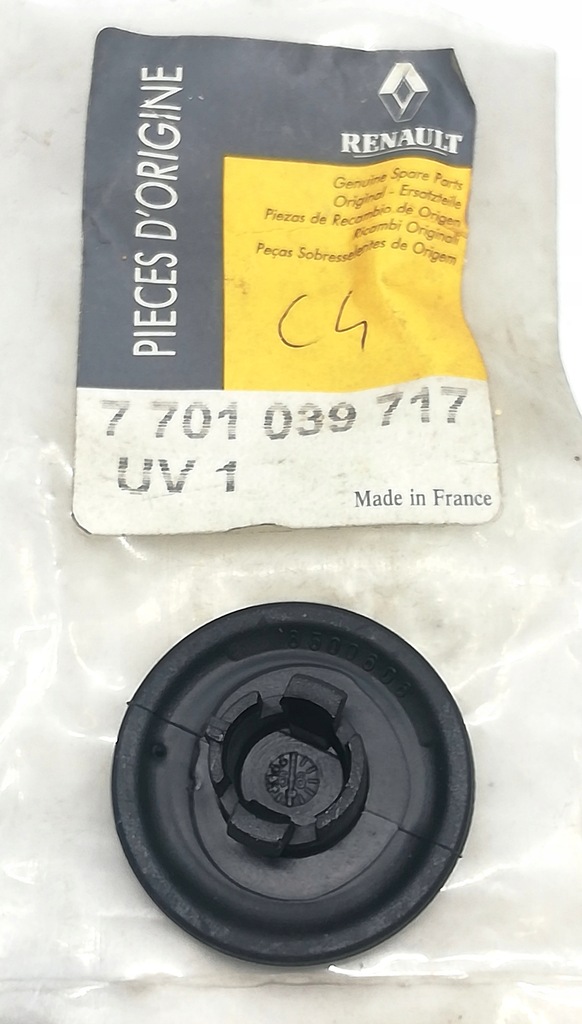 PIECES D'ORIGINE
RENAULT
Genuine Spare Parts
Original - Ersatzteile
Piezas de Recambio de Origen
Ricambi Originali
Peças Sobresselentes de Origem
C4
7 701 039 717
UV 1
Made in France